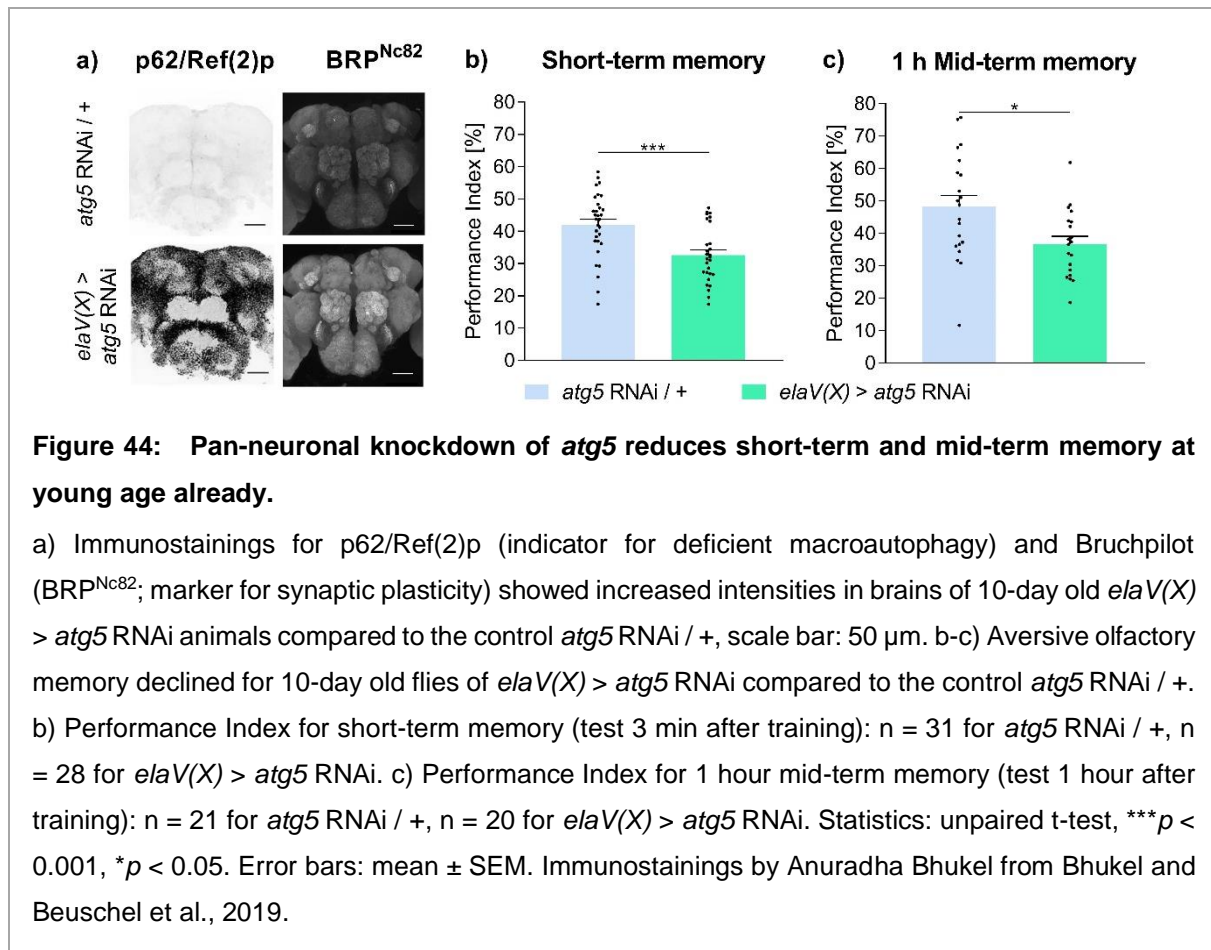 a) p62/Ref(2)p BRP^Nc82
atg5 RNAi / +
elaV(X) >
atg5 RNAi
b) Short-term memory
Performance Index [%]
80
70
60
50
40
30
20
10
0
***
c) 1 h Mid-term memory
Performance Index [%]
80
70
60
50
40
30
20
10
0
*
atg5 RNAi / + elaV(X) > atg5 RNAi
Figure 44: Pan-neuronal knockdown of atg5 reduces short-term and mid-term memory at
young age already.
a) Immunostainings for p62/Ref(2)p (indicator for deficient macroautophagy) and Bruchpilot
(BRP^Nc82; marker for synaptic plasticity) showed increased intensities in brains of 10-day old elaV(X)
> atg5 RNAi animals compared to the control atg5 RNAi / +, scale bar: 50 µm. b-c) Aversive olfactory
memory declined for 10-day old flies of elaV(X) > atg5 RNAi compared to the control atg5 RNAi / +.
b) Performance Index for short-term memory (test 3 min after training): n = 31 for atg5 RNAi / +, n
= 28 for elaV(X) > atg5 RNAi. c) Performance Index for 1 hour mid-term memory (test 1 hour after
training): n = 21 for atg5 RNAi / +, n = 20 for elaV(X) > atg5 RNAi. Statistics: unpaired t-test, ***p <
0.001, *p < 0.05. Error bars: mean ± SEM. Immunostainings by Anuradha Bhukel from Bhukel and
Beuschel et al., 2019.